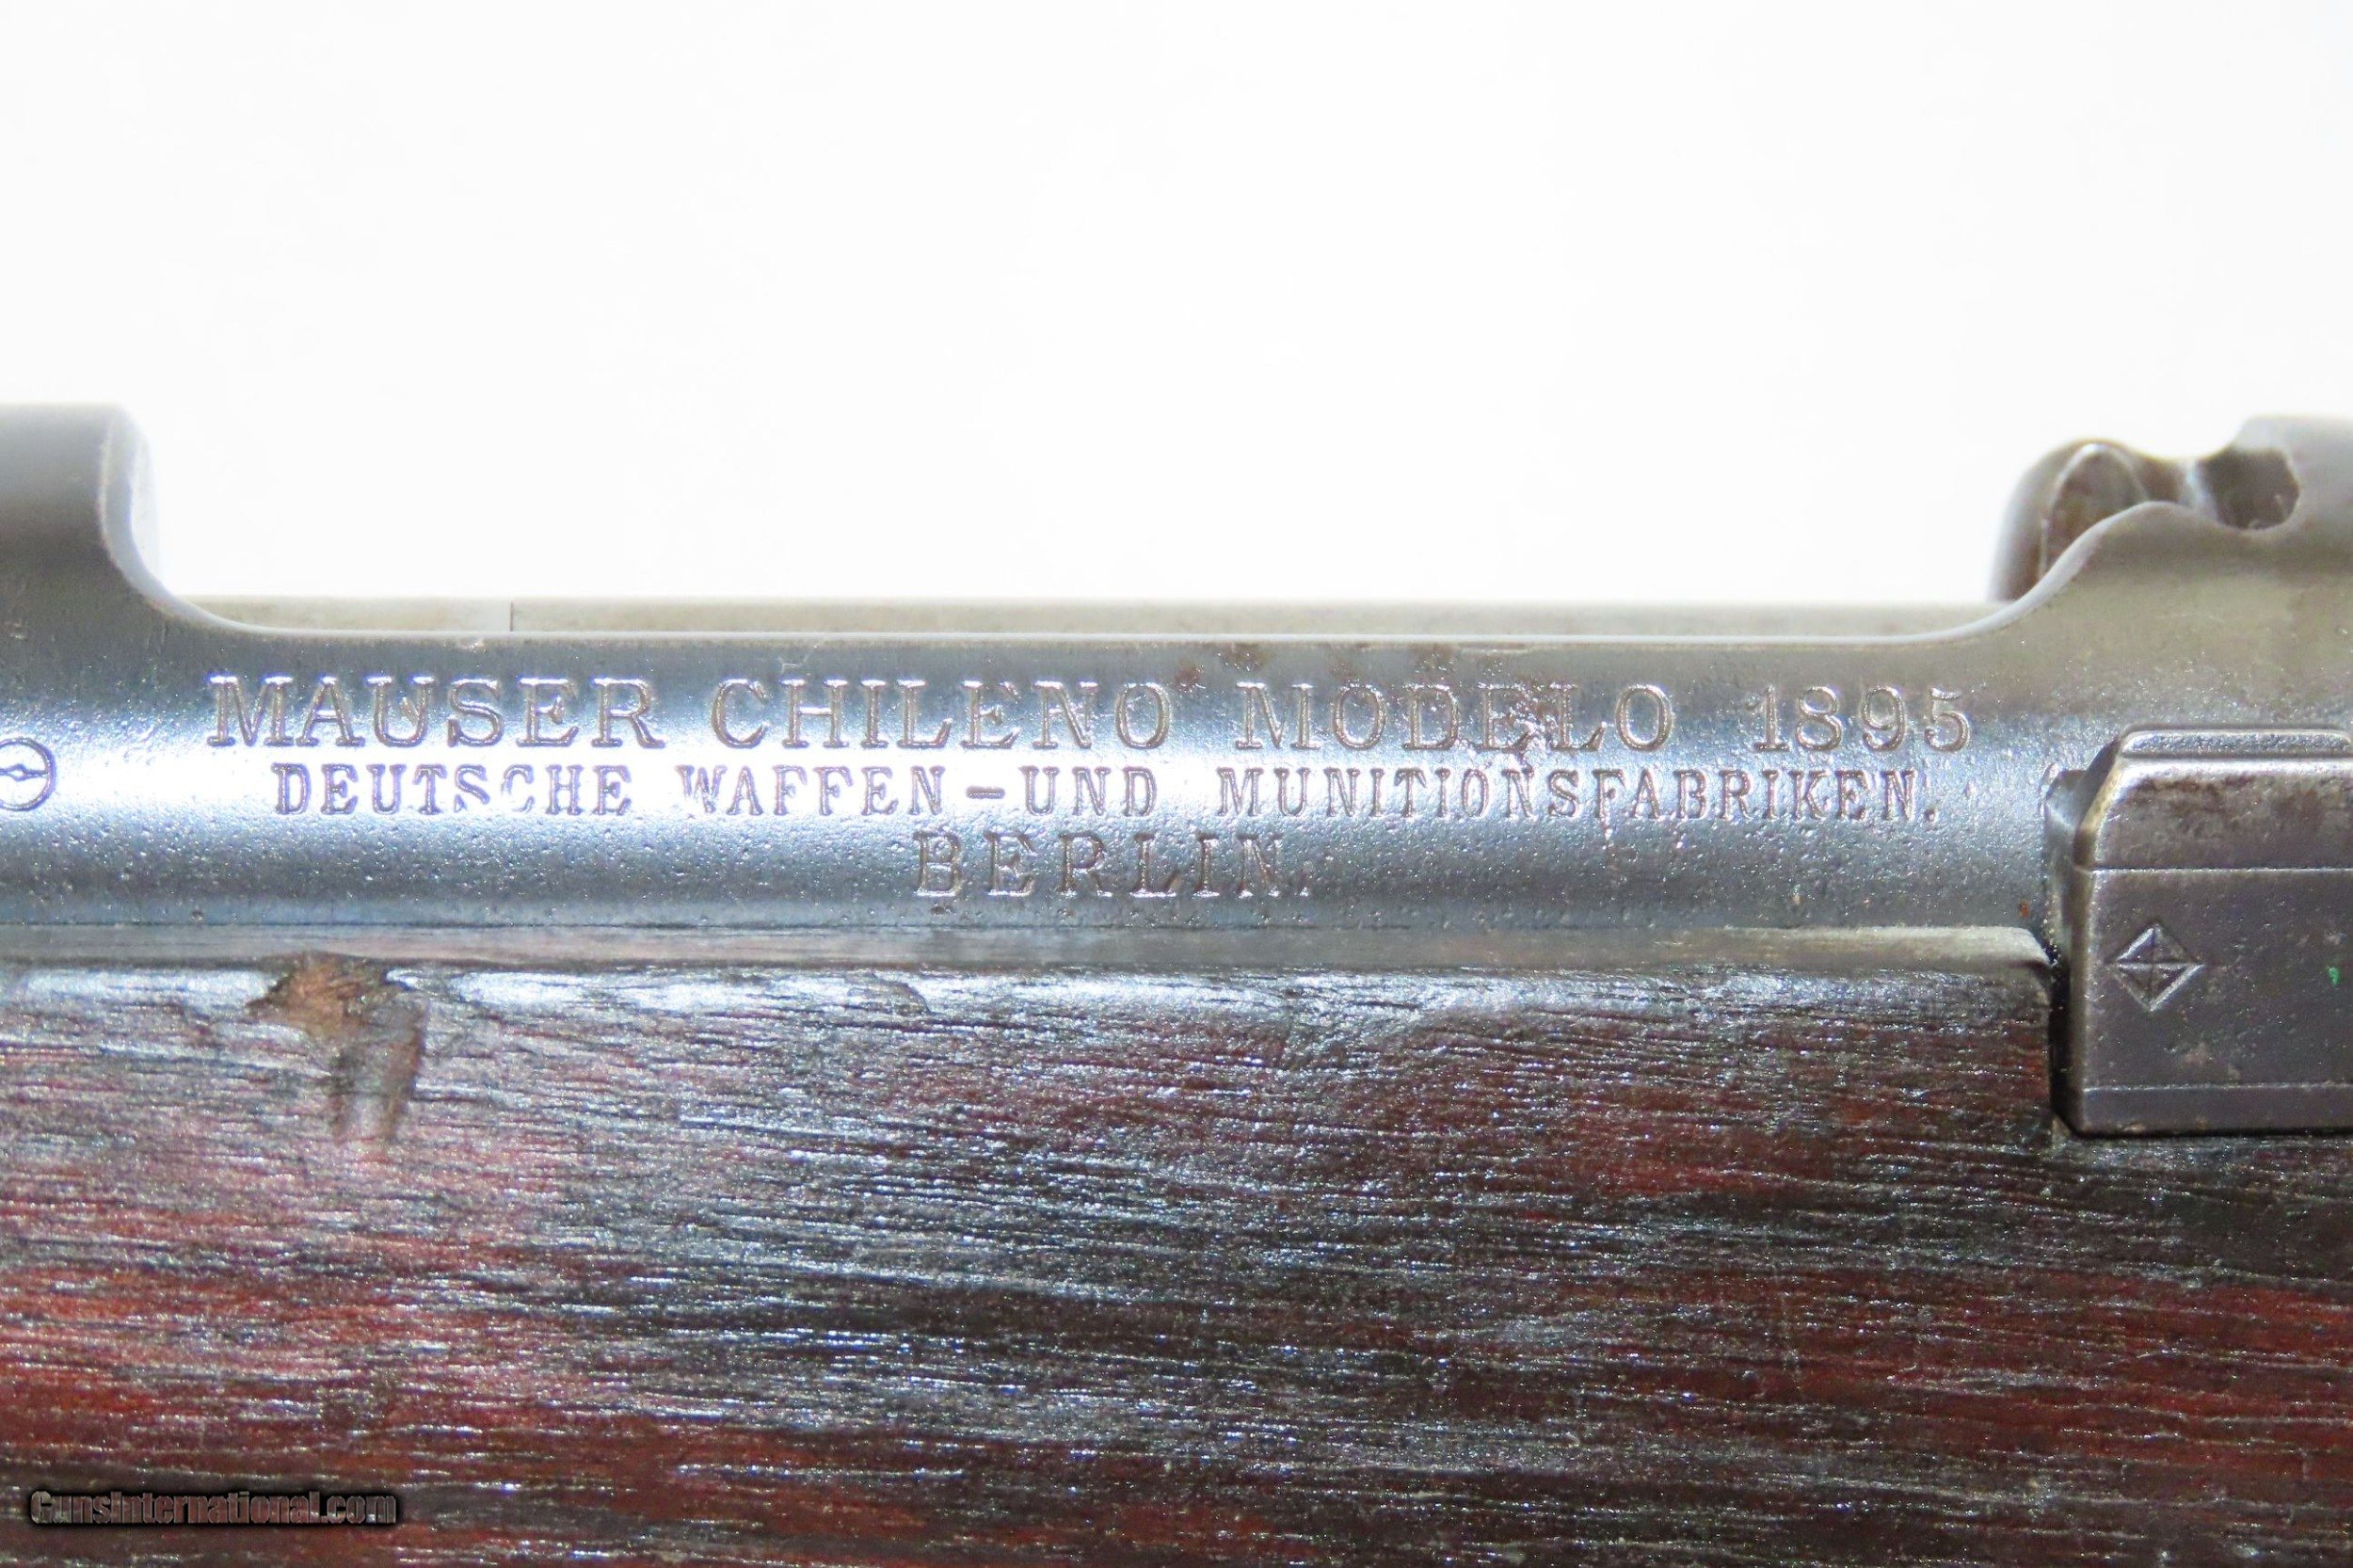 MAUSER CHILENO MODELO 1895
DEUTSCHE WAFFEN-UND MUNITIONSFABRIKEN.
BERLIN.
GunsInternational.com